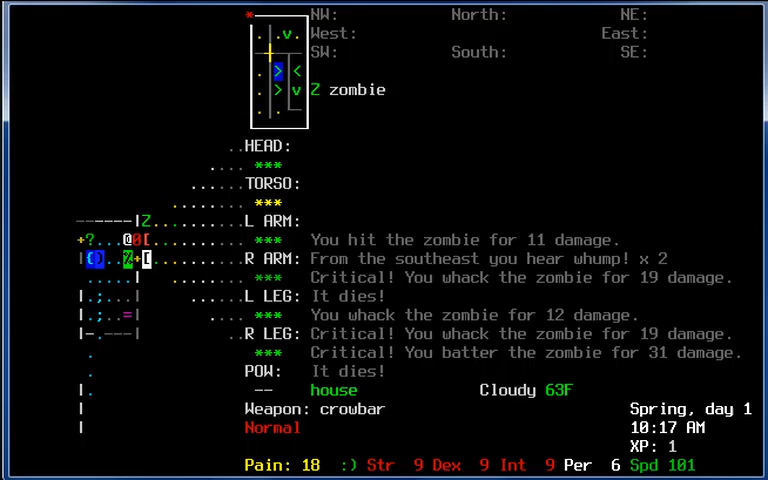 NW: North: NE:
West: East:
SW: South: SE:
Z zombie
HEAD:
***
TORSO:
***
L ARM:
***
You hit the zombie for 11 damage.
R ARM: From the southeast you hear whump! x 2
*** Critical! You whack the zombie for 19 damage.
L LEG: It dies!
*** You whack the zombie for 12 damage.
R LEG: Critical! You whack the zombie for 19 damage.
*** Critical! You batter the zombie for 31 damage.
POW: It dies!
-- house Cloudy 63F
Weapon: crowbar Spring, day 1
Normal 10:17 AM
XP: 1
Pain: 18 :) Str 9 Dex 9 Int 9 Per 6 Spd 101